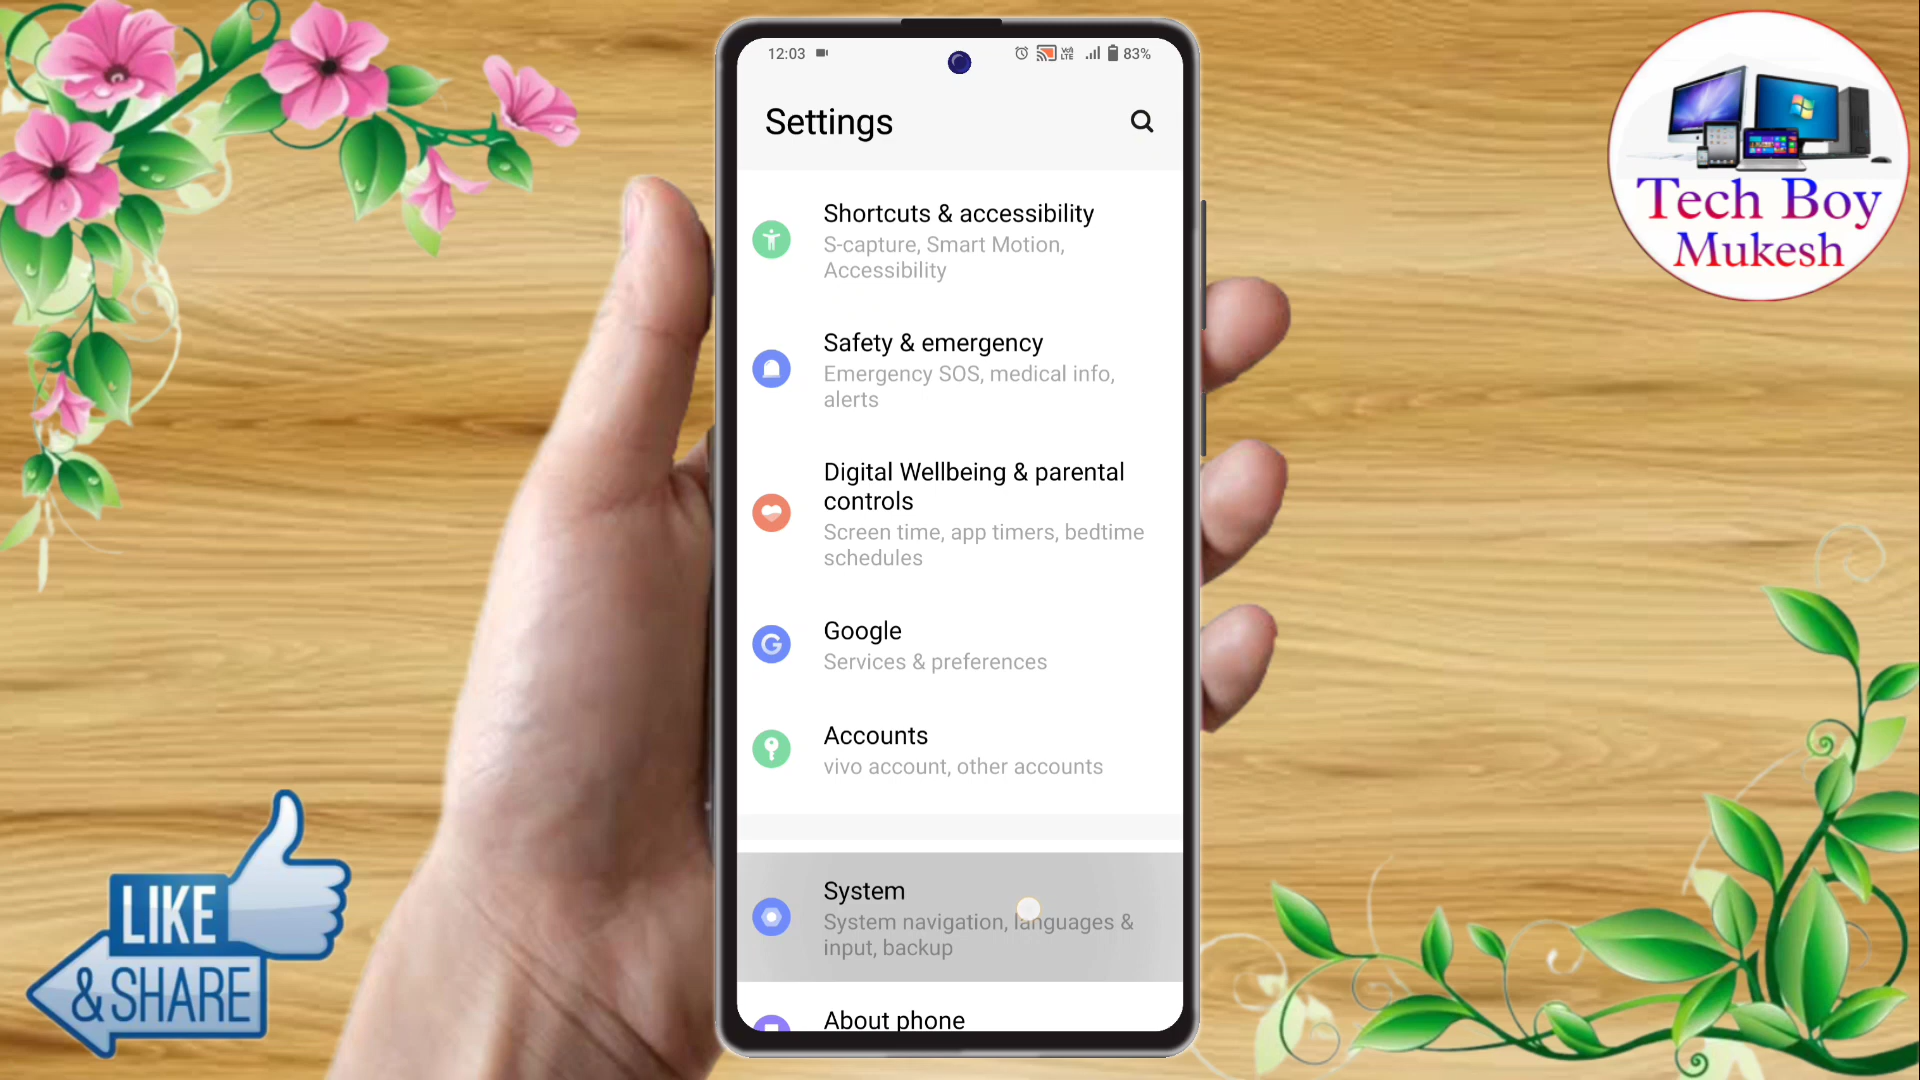 12:03
VoI
LTE
83%
Settings
Shortcuts & accessibility
S-capture, Smart Motion,
Accessibility
Safety & emergency
Emergency SOS, medical info,
alerts
Digital Wellbeing & parental
controls
Screen time, app timers, bedtime
schedules
Google
Services & preferences
Accounts
vivo account, other accounts
System
System navigation, languages &
input, backup
About phone
Tech Boy
Mukesh
LIKE
& SHARE